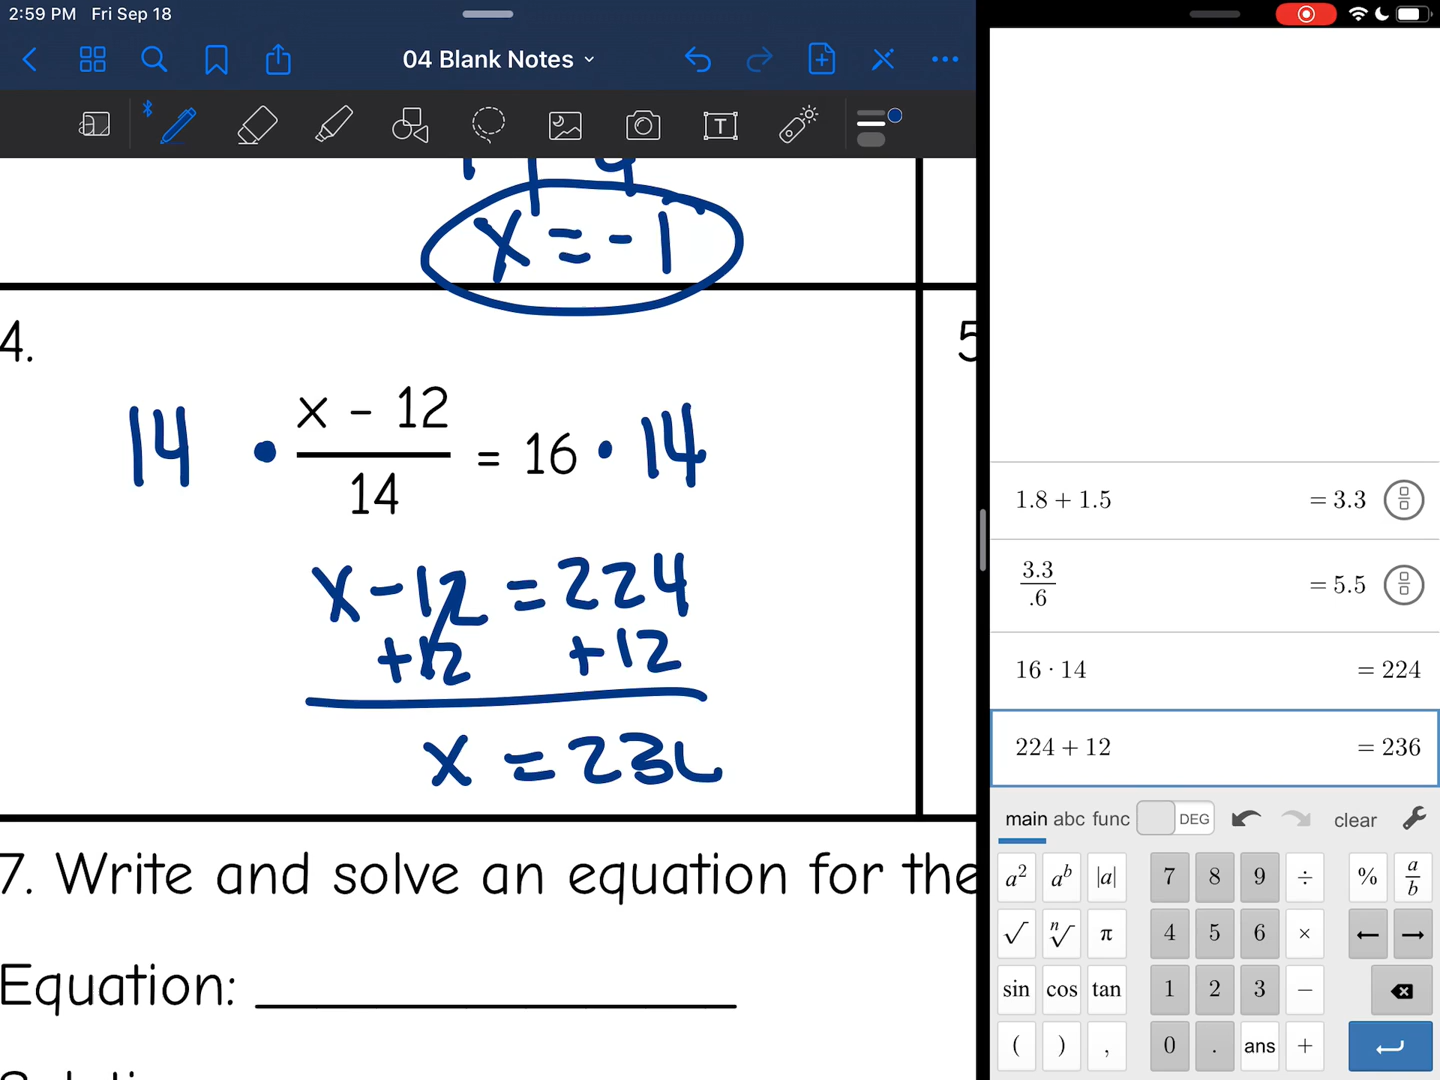 2:59 PM Fri Sep 18
04 Blank Notes
T
x = -1
4.
5
14 · x - 12 / 14 = 16 · 14
x - 12 = 224
+12 +12
x = 23
7. Write and solve an equation for the
Equation: ____________________
1.8 + 1.5 = 3.3
3.3 / .6 = 5.5
16 · 14 = 224
224 + 12 = 236
main abc func DEG clear
a² aᵇ |a| 7 8 9 ÷ % a/b
√ ⁿ√ π 4 5 6 × ← →
sin cos tan 1 2 3 −
( ) , 0 . ans +